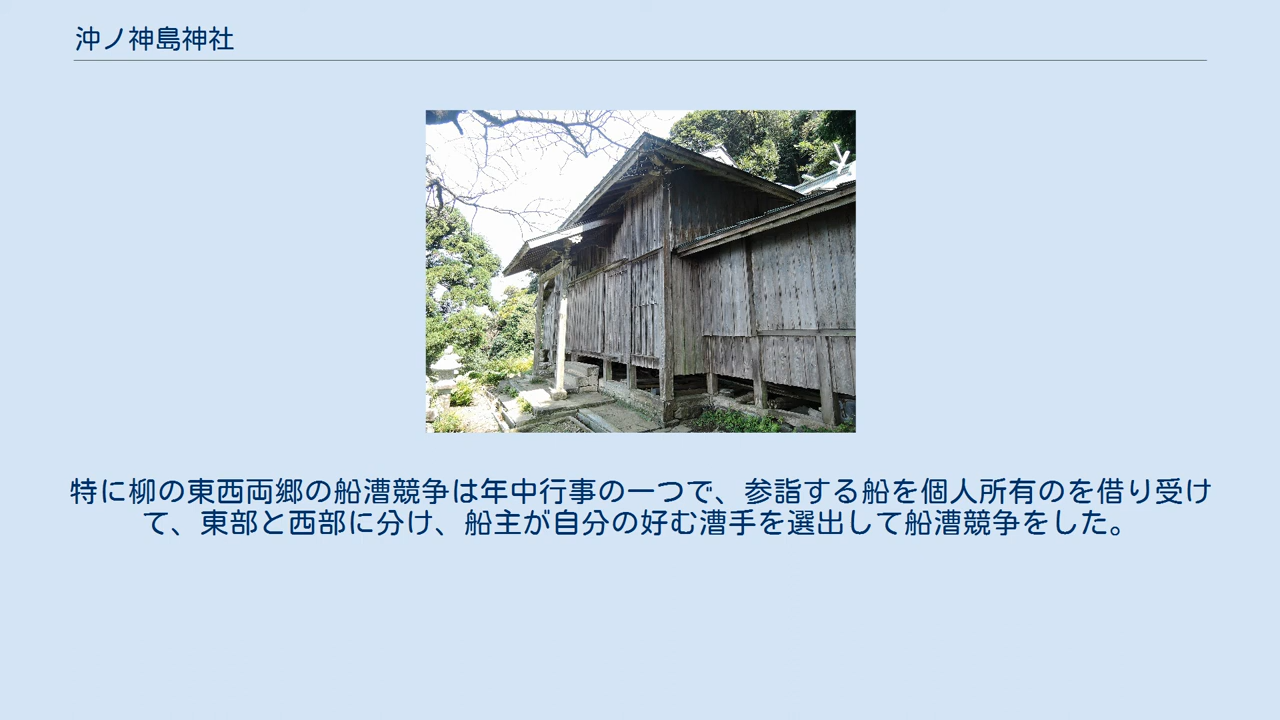 沖ノ神島神社
特に柳の東西両郷の船漕競争は年中行事の一つで、参詣する船を個人所有のを借り受け
て、東部と西部に分け、船主が自分の好む漕手を選出して船漕競争をした。